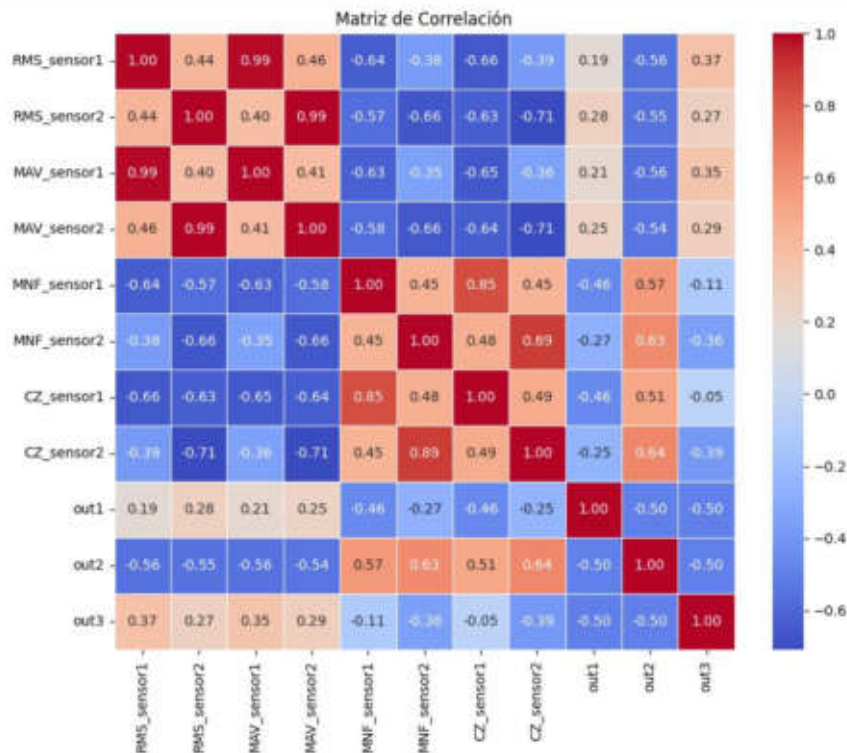 Matriz de Correlación
RMS_sensor1 1.00 0.44 0.99 0.46 -0.64 -0.38 -0.66 -0.39 0.19 -0.56 0.37
RMS_sensor2 0.44 1.00 0.40 0.99 -0.57 -0.66 -0.63 -0.71 0.28 -0.55 0.27
MAV_sensor1 0.99 0.40 1.00 0.41 -0.63 -0.35 -0.65 -0.36 0.21 -0.56 0.35
MAV_sensor2 0.46 0.99 0.41 1.00 -0.58 -0.66 -0.64 -0.71 0.25 -0.54 0.29
MNF_sensor1 -0.64 -0.57 -0.63 -0.58 1.00 0.45 0.85 0.45 -0.46 0.57 -0.11
MNF_sensor2 -0.38 -0.66 -0.35 -0.66 0.45 1.00 0.48 0.89 -0.27 0.63 -0.36
CZ_sensor1 -0.66 -0.63 -0.65 -0.64 0.85 0.48 1.00 0.49 -0.46 0.51 -0.05
CZ_sensor2 -0.39 -0.71 -0.36 -0.71 0.45 0.89 0.49 1.00 -0.25 0.64 -0.39
out1 0.19 0.28 0.21 0.25 -0.46 -0.27 -0.46 -0.25 1.00 -0.50 -0.50
out2 -0.56 -0.55 -0.56 -0.54 0.57 0.63 0.51 0.64 -0.50 1.00 -0.50
out3 0.37 0.27 0.35 0.29 -0.11 -0.36 -0.05 -0.39 -0.50 -0.50 1.00
RMS_sensor1
RMS_sensor2
MAV_sensor1
MAV_sensor2
MNF_sensor1
MNF_sensor2
CZ_sensor1
CZ_sensor2
out1
out2
out3
1.0
0.8
0.6
0.4
0.2
0.0
−0.2
−0.4
−0.6